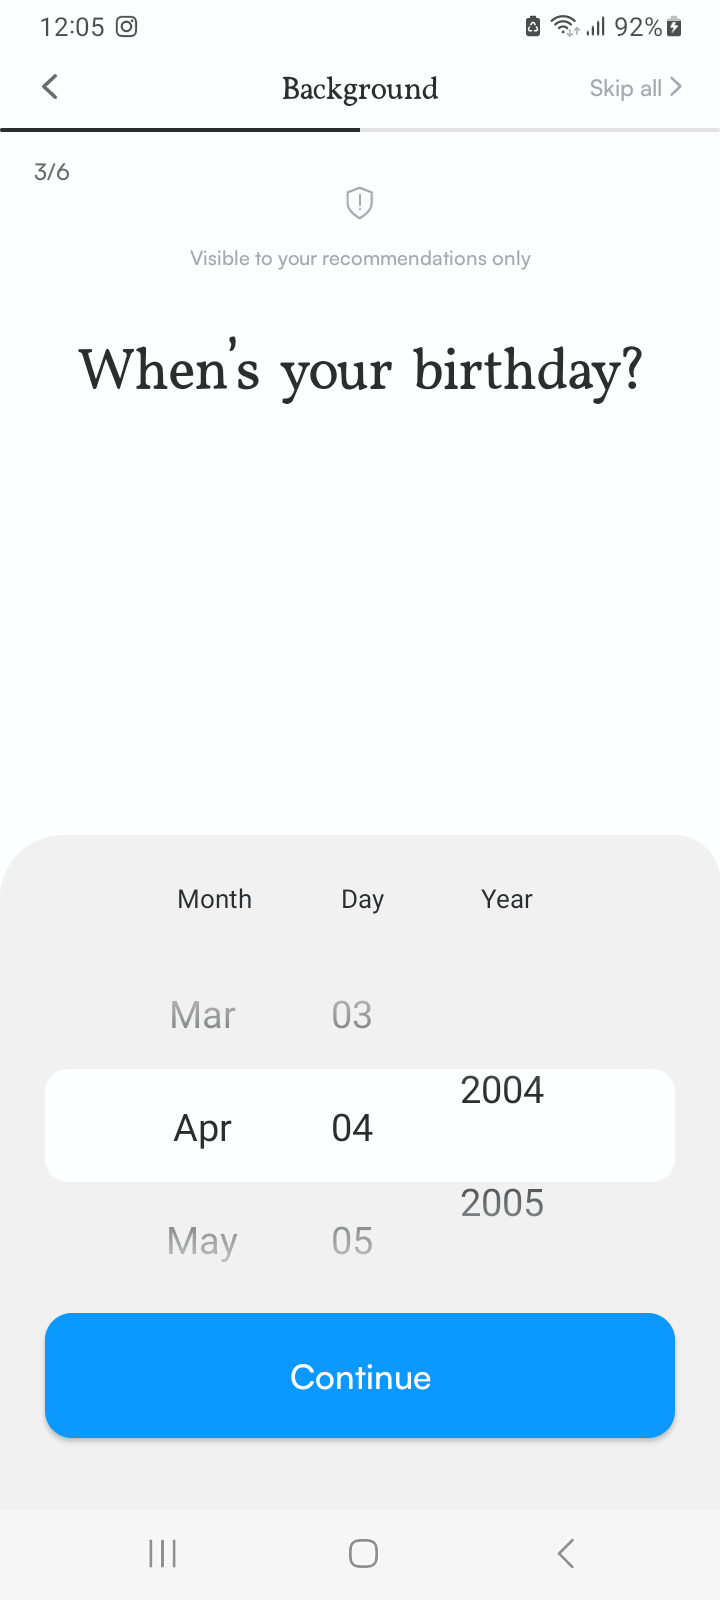 12:05 92%
Background Skip all
3/6
Visible to your recommendations only
When's your birthday?
Month Day Year
Mar 03
2004
Apr 04
2005
May 05
Continue